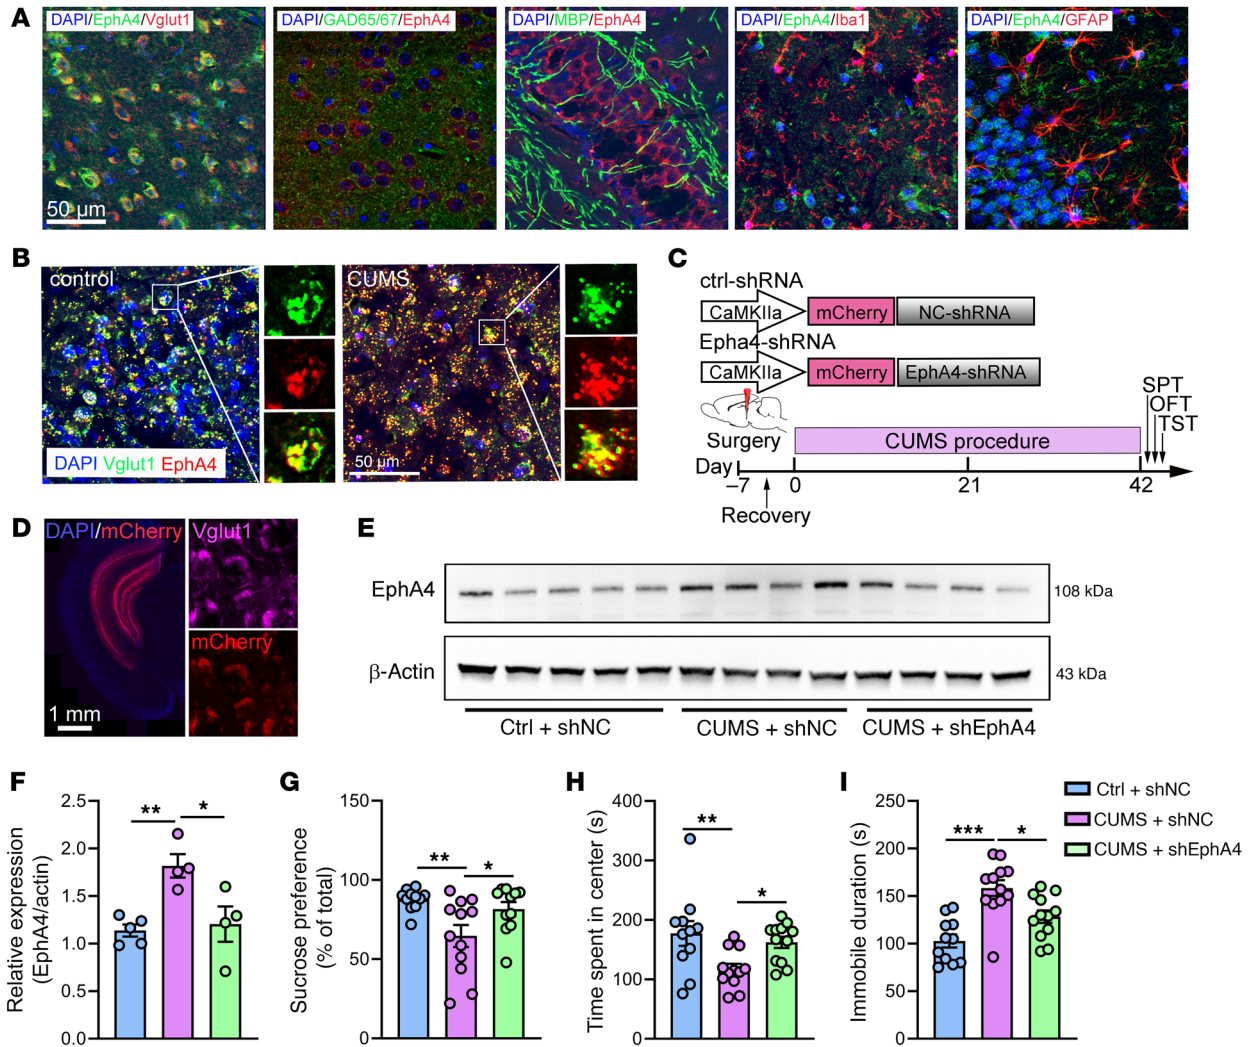 A
DAPI/EphA4/Vglut1
DAPI/GAD65/67/EphA4
DAPI/MBP/EphA4
DAPI/EphA4/Iba1
DAPI/EphA4/GFAP
50 µm
B
control
CUMS
DAPI Vglut1 EphA4
50 µm
C
ctrl-shRNA
CaMKIIa
mCherry
NC-shRNA
Epha4-shRNA
CaMKIIa
mCherry
EphA4-shRNA
SPT
OFT
TST
Surgery
CUMS procedure
Day
–7
0
21
42
Recovery
D
DAPI/mCherry
Vglut1
mCherry
1 mm
E
EphA4
108 kDa
β-Actin
43 kDa
Ctrl + shNC
CUMS + shNC
CUMS + shEphA4
F
Relative expression
(EphA4/actin)
2.5
2.0
1.5
1.0
0.5
0.0
**
*
G
Sucrose preference
(% of total)
150
100
50
0
**
*
H
Time spent in center (s)
400
300
200
100
0
**
*
I
Immobile duration (s)
250
200
150
100
50
0
***
*
Ctrl + shNC
CUMS + shNC
CUMS + shEphA4